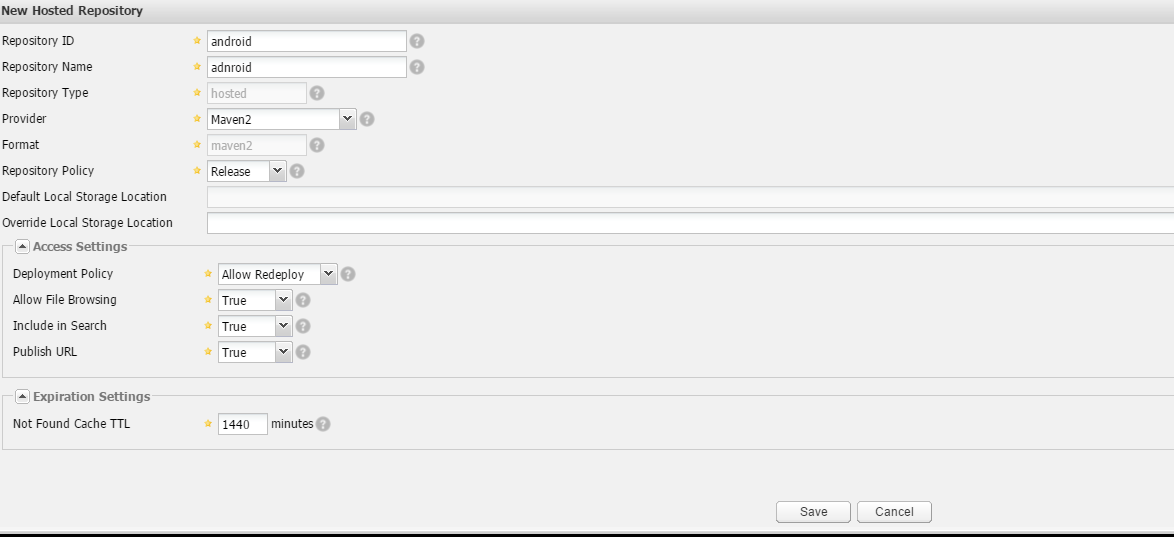 New Hosted Repository
Repository ID android
Repository Name adnroid
Repository Type hosted
Provider Maven2
Format maven2
Repository Policy Release
Default Local Storage Location
Override Local Storage Location
Access Settings
Deployment Policy Allow Redeploy
Allow File Browsing True
Include in Search True
Publish URL True
Expiration Settings
Not Found Cache TTL 1440 minutes
Save Cancel